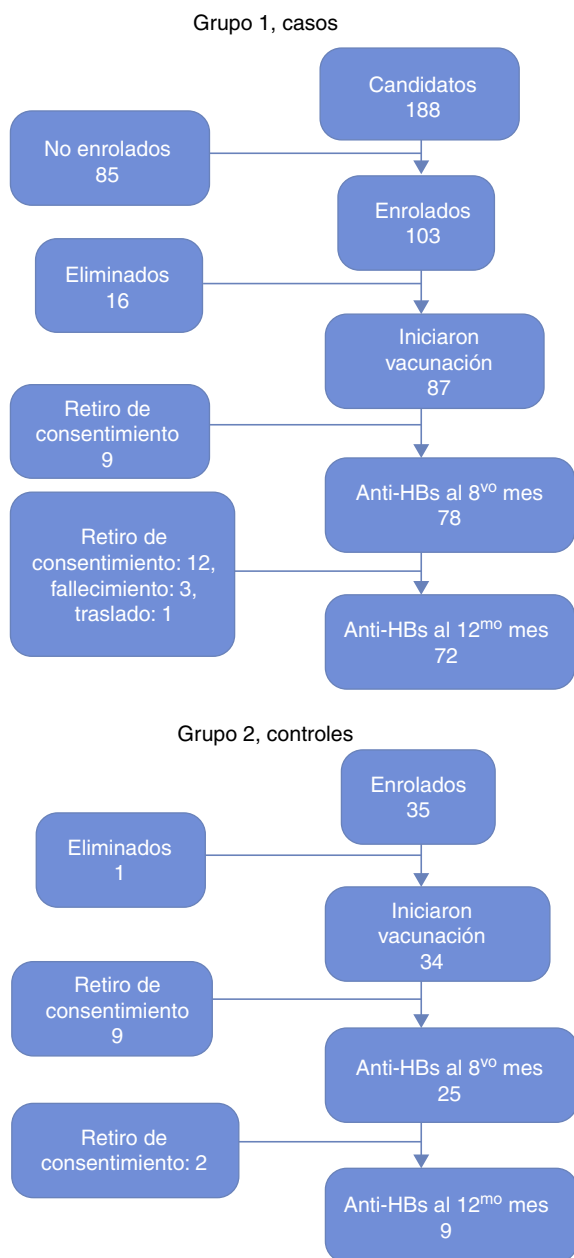 Grupo 1, casos
Candidatos
188
No enrolados
85
Enrolados
103
Eliminados
16
Iniciaron
vacunación
87
Retiro de
consentimiento
9
Anti-HBs al 8vo mes
78
Retiro de
consentimiento: 12,
fallecimiento: 3,
traslado: 1
Anti-HBs al 12mo mes
72
Grupo 2, controles
Enrolados
35
Eliminados
1
Iniciaron
vacunación
34
Retiro de
consentimiento
9
Anti-HBs al 8vo mes
25
Retiro de
consentimiento: 2
Anti-HBs al 12mo mes
9